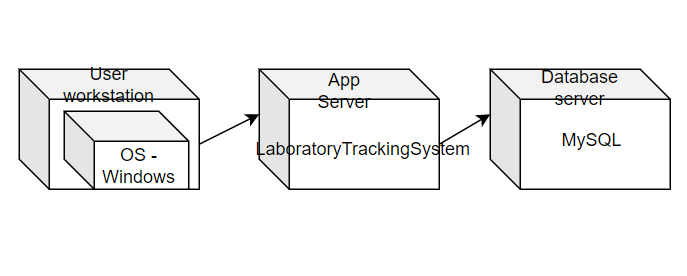 User
workstation
OS -
Windows
App
Server
LaboratoryTrackingSystem
Database
server
MySQL